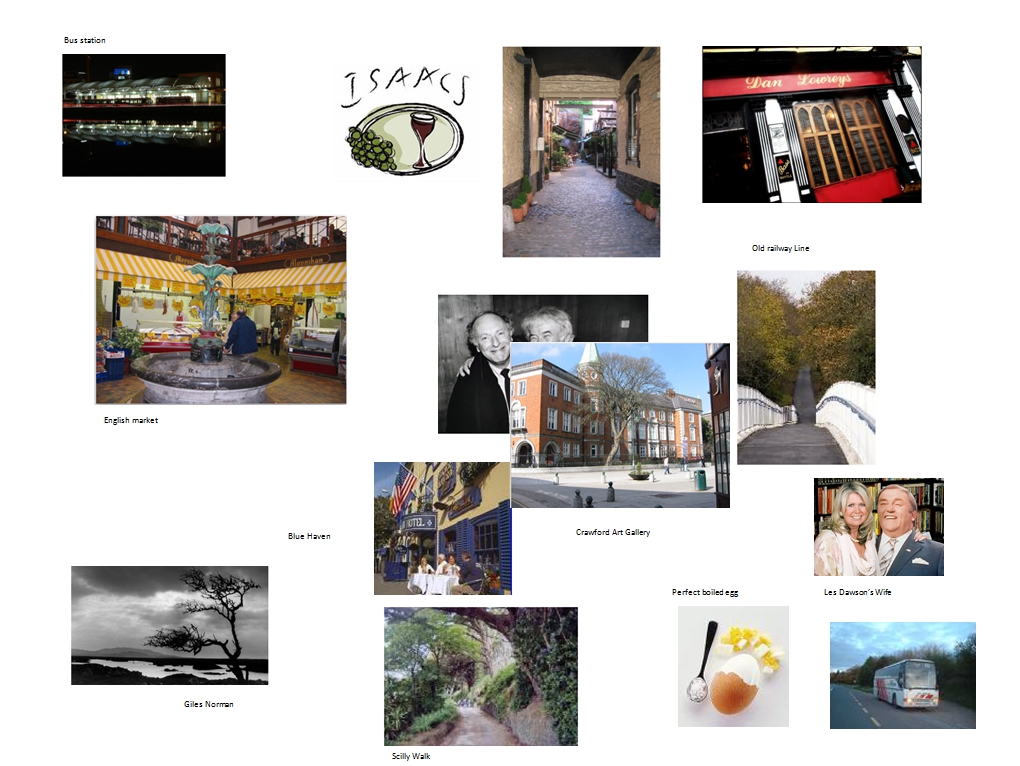 Bus station
ISAACS
Dan Lowreys
Old railway Line
English market
HOTEL
Blue Haven
Crawford Art Gallery
Perfect boiled egg
Les Dawson's Wife
Giles Norman
Scilly Walk